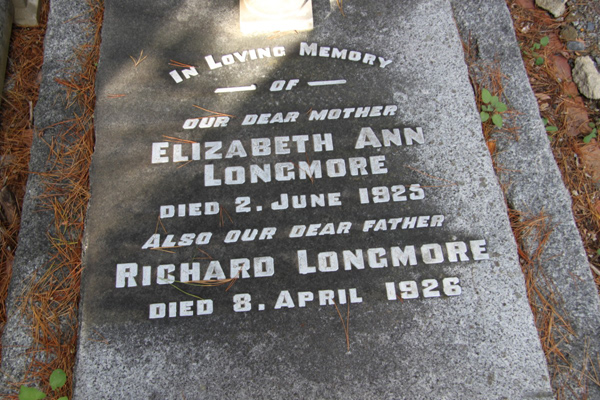 In Loving Memory
OF
OUR DEAR MOTHER
Elizabeth Ann
Longmore
Died 2. June 1925
Also our dear father
Richard Longmore
Died 8. April 1926